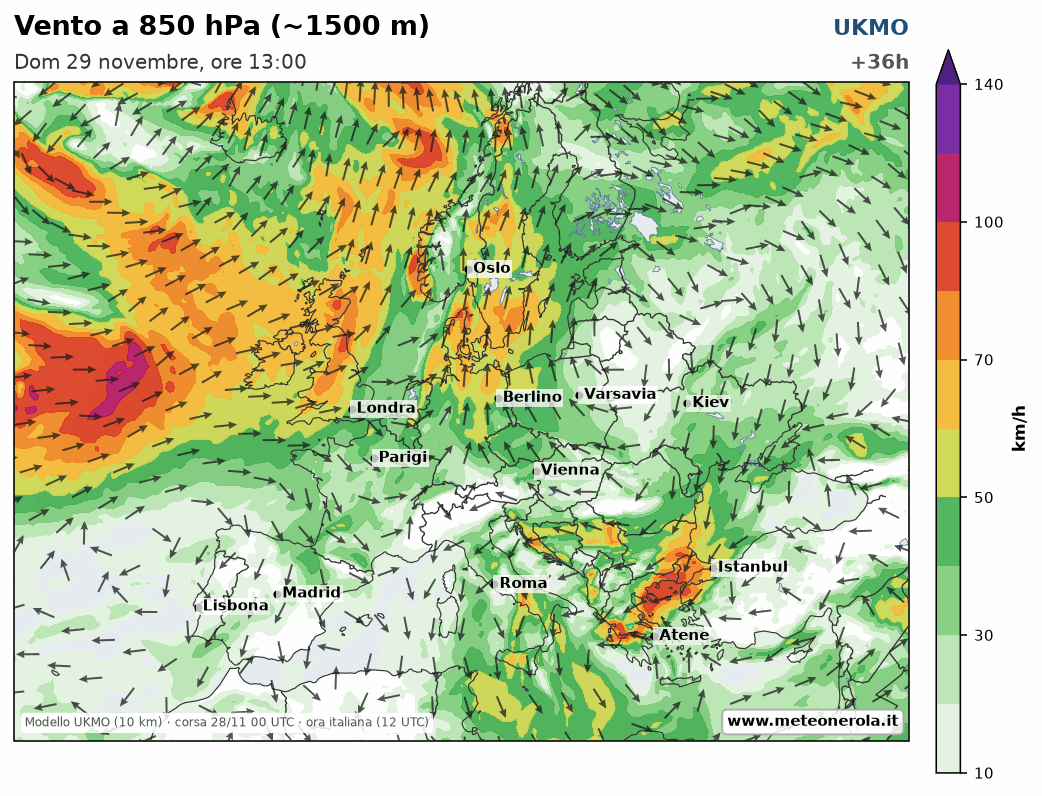 Vento a 850 hPa (~1500 m)
UKMO
Dom 29 novembre, ore 13:00
+36h
140
100
70
50
30
10
km/h
Oslo
Londra
Berlino
Varsavia
Kiev
Parigi
Vienna
Roma
Istanbul
Madrid
Lisbona
Atene
Modello UKMO (10 km) · corsa 28/11 00 UTC · ora italiana (12 UTC)
www.meteonerola.it